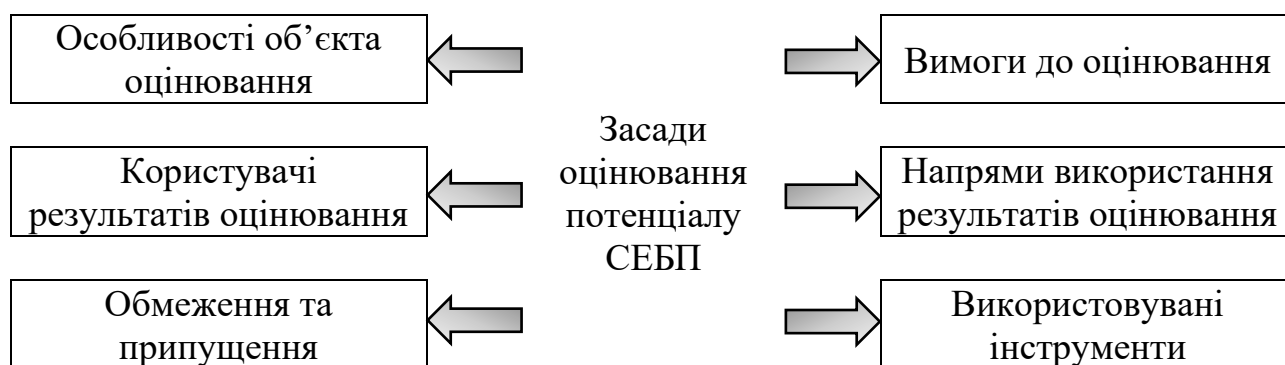 Особливості об’єкта
оцінювання
Вимоги до оцінювання
Засади
оцінювання
потенціалу
СЕБП
Користувачі
результатів оцінювання
Напрями використання
результатів оцінювання
Обмеження та
припущення
Використовувані
інструменти